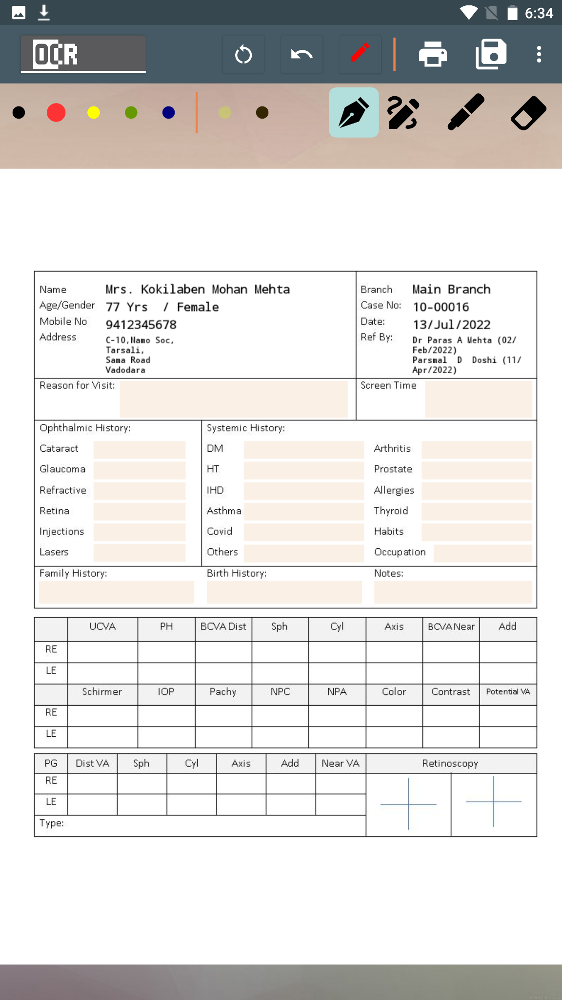 6:34
OCR
Name Mrs. Kokilaben Mohan Mehta
Age/Gender 77 Yrs / Female
Mobile No 9412345678
Address C-10,Namo Soc,
Tarsali,
Sama Road
Vadodara
Branch Main Branch
Case No: 10-00016
Date: 13/Jul/2022
Ref By: Dr Paras A Mehta (02/
Feb/2022)
Parsmal D Doshi (11/
Apr/2022)
Reason for Visit:
Screen Time
Ophthalmic History:
Cataract
Glaucoma
Refractive
Retina
Injections
Lasers
Systemic History:
DM Arthritis
HT Prostate
IHD Allergies
Asthma Thyroid
Covid Habits
Others Occupation
Family History: Birth History: Notes:
UCVA PH BCVA Dist Sph Cyl Axis BCVA Near Add
RE
LE
Schirmer IOP Pachy NPC NPA Color Contrast Potential VA
RE
LE
PG Dist VA Sph Cyl Axis Add Near VA Retinoscopy
RE
LE
Type: